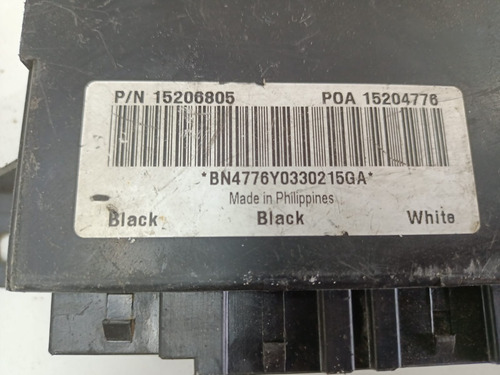 P/N 15206805 POA 15204776
*BN4776Y0330215GA*
Made in Philippines
Black Black White